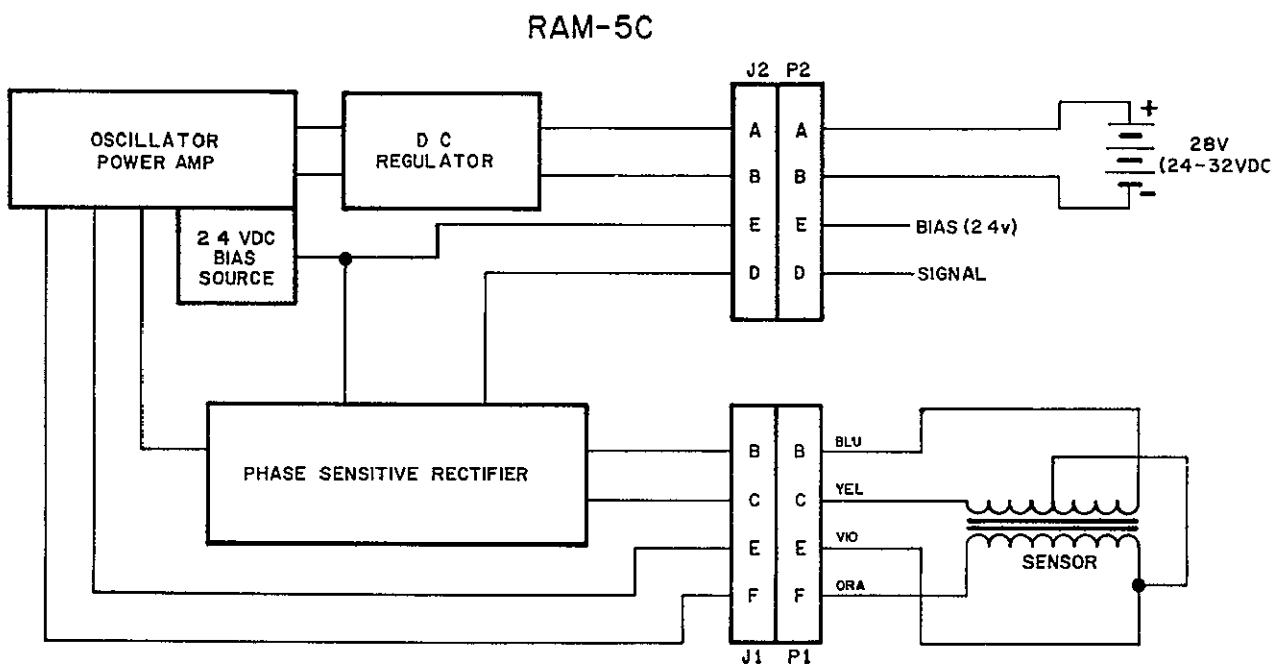 RAM-5C
J2 P2
OSCILLATOR
POWER AMP
D C
REGULATOR
A A
B B
E E
D D
+
28V
(24-32VDC
-
BIAS (2 4v)
SIGNAL
2 4 VDC
BIAS
SOURCE
PHASE SENSITIVE RECTIFIER
B B BLU
C C YEL
E E VIO
F F ORA
SENSOR
J1 P1